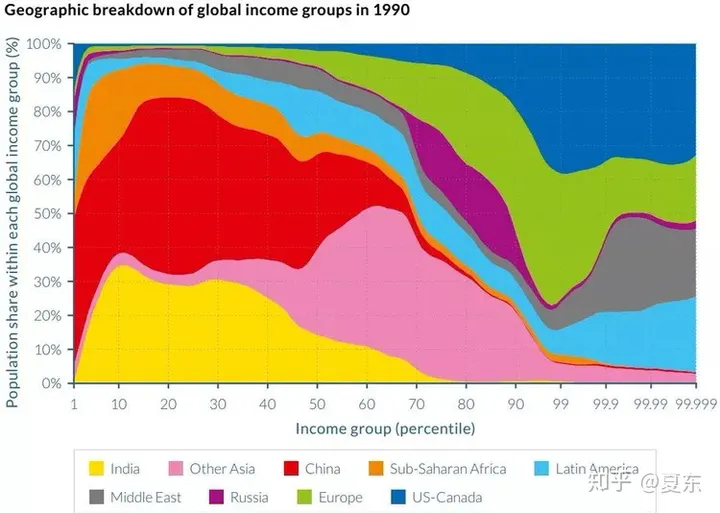 Geographic breakdown of global income groups in 1990
Population share within each global income group (%)
100%
90%
80%
70%
60%
50%
40%
30%
20%
10%
0%
1 10 20 30 40 50 60 70 80 90 99 99.9 99.99 99.999
Income group (percentile)
India Other Asia China Sub-Saharan Africa Latin America
Middle East Russia Europe US-Canada
知乎 @夏东